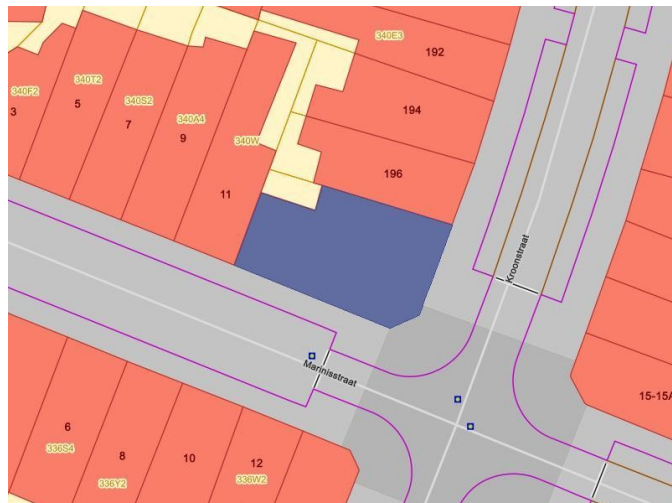 340E3
192
340F2
3
340T2
5
340S2
7
340A4
9
340W
11
194
196
Kroonstraat
Marinisstraat
15-15A
6
336S4
8
336Y2
10
12
336W2